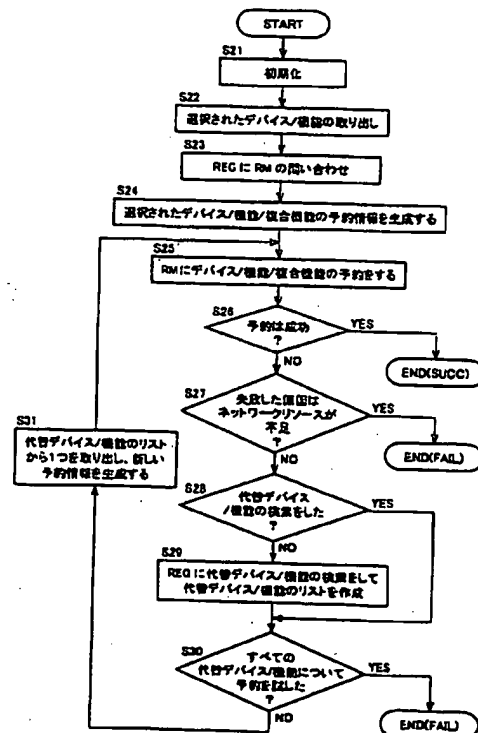 START
S21
初期化
S22
選択されたデバイス/機能の取り出し
S23
REGにRMの問い合わせ
S24
選択されたデバイス/機能/複合機能の予約情報を生成する
S25
RMにデバイス/機能/複合機能の予約をする
S26
予約は成功
?
YES
END(SUCC)
NO
S27
失敗した原因は
ネットワークリソースが
不足
?
YES
END(FAIL)
NO
S31
代替デバイス/機能のリスト
から1つを取り出し、新しい
予約情報を生成する
S28
代替デバイス
/機能の検索をした
?
YES
NO
S29
REGに代替デバイス/機能の検索をして
代替デバイス/機能のリストを作成
S30
すべての
代替デバイス/機能について
予約を試した
?
YES
END(FAIL)
NO